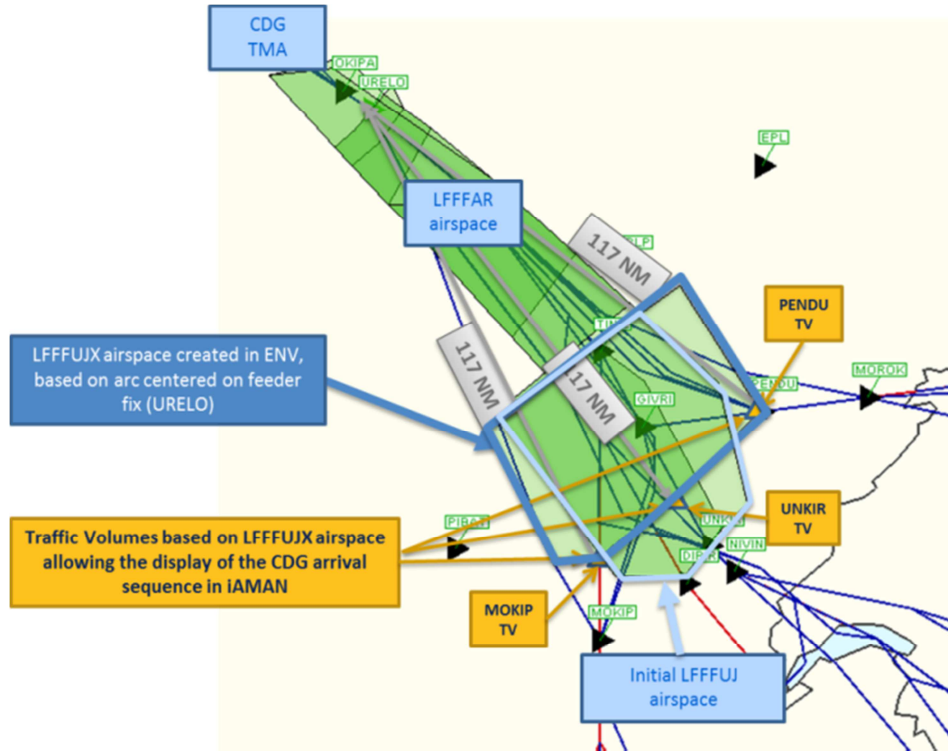 CDG
TMA
OKIPA
URELO
EPL
LFFFAR
airspace
117 NM
PENDU
TV
LFFFUJX airspace created in ENV,
based on arc centered on feeder
fix (URELO)
117 NM
117 NM
GIVRI
PENDU
MOROK
Traffic Volumes based on LFFFUJX airspace
allowing the display of the CDG arrival
sequence in iAMAN
UNKIR
TV
NIVIN
MOKIP
TV
MOKIP
Initial LFFFUJ
airspace